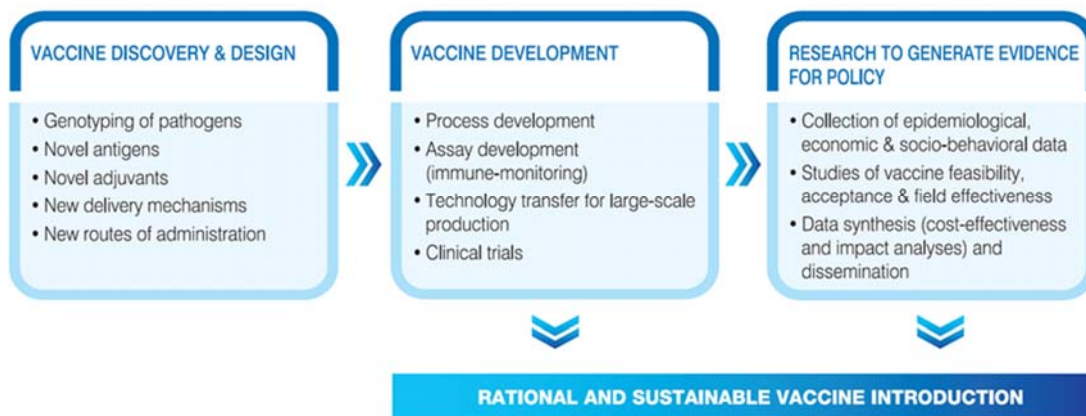 VACCINE DISCOVERY & DESIGN
• Genotyping of pathogens
• Novel antigens
• Novel adjuvants
• New delivery mechanisms
• New routes of administration
VACCINE DEVELOPMENT
• Process development
• Assay development
(immune-monitoring)
• Technology transfer for large-scale
production
• Clinical trials
RESEARCH TO GENERATE EVIDENCE
FOR POLICY
• Collection of epidemiological,
economic & socio-behavioral data
• Studies of vaccine feasibility,
acceptance & field effectiveness
• Data synthesis (cost-effectiveness
and impact analyses) and
dissemination
RATIONAL AND SUSTAINABLE VACCINE INTRODUCTION